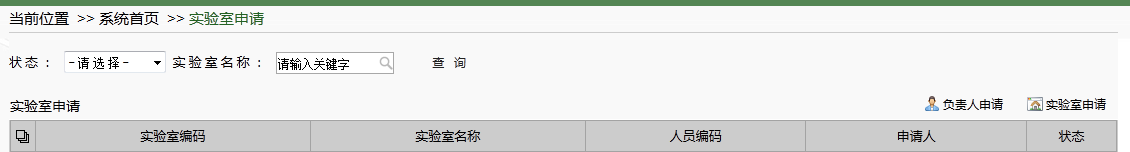 当前位置 >> 系统首页 >> 实验室申请
状态： -请选择- 实验室名称： 请输入关键字 查 询
实验室申请 负责人申请 实验室申请
实验室编码 实验室名称 人员编码 申请人 状态